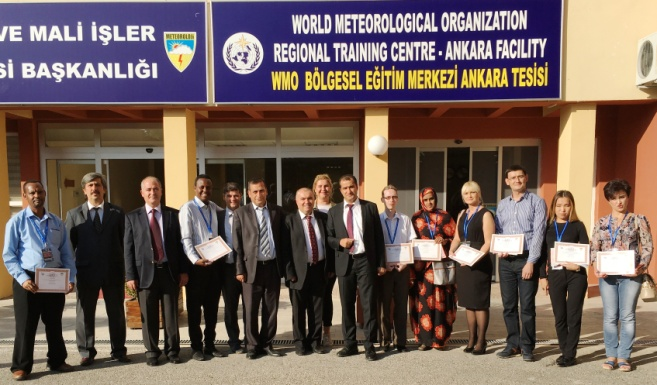 VE MALİ İŞLER
Sİ BAŞKANLIĞI
METEOROLOJİ
WORLD METEOROLOGICAL ORGANIZATION
REGIONAL TRAINING CENTRE - ANKARA FACILITY
WMO BÖLGESEL EĞİTİM MERKEZİ ANKARA TESİSİ